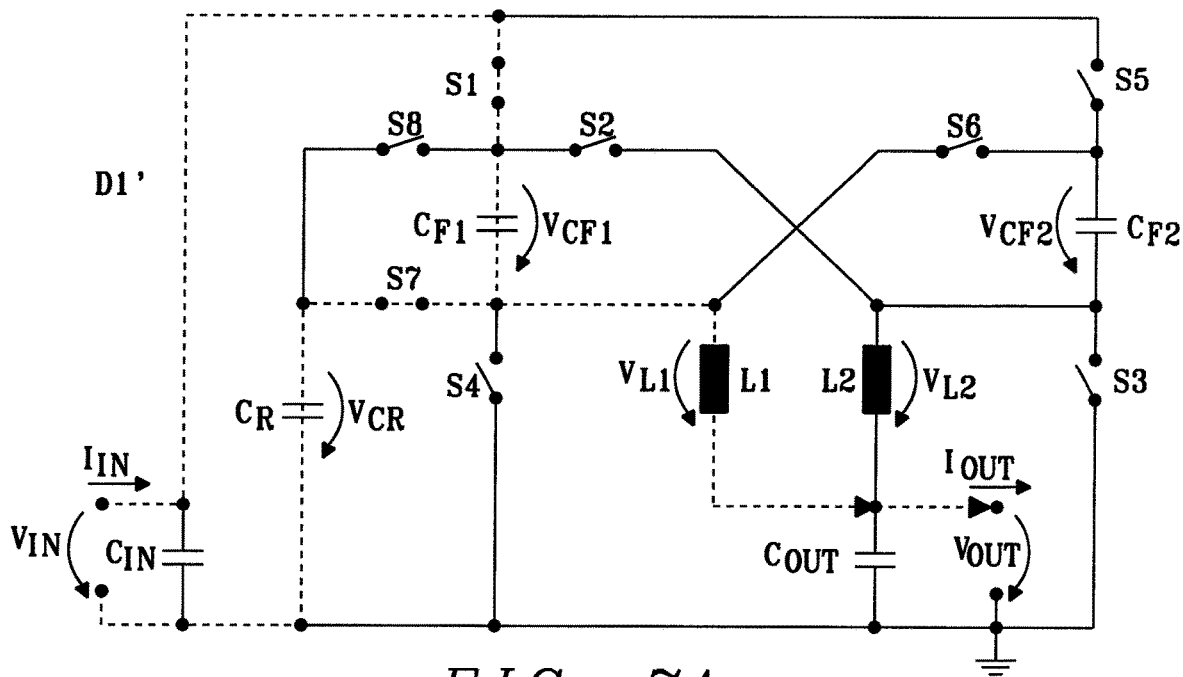 S1
S5
S8
S2
S6
D1'
CF1
VCF1
VCF2
CF2
S7
S4
VL1
L1
L2
VL2
S3
CR
VCR
IIN
IOUT
VIN
CIN
COUT
VOUT